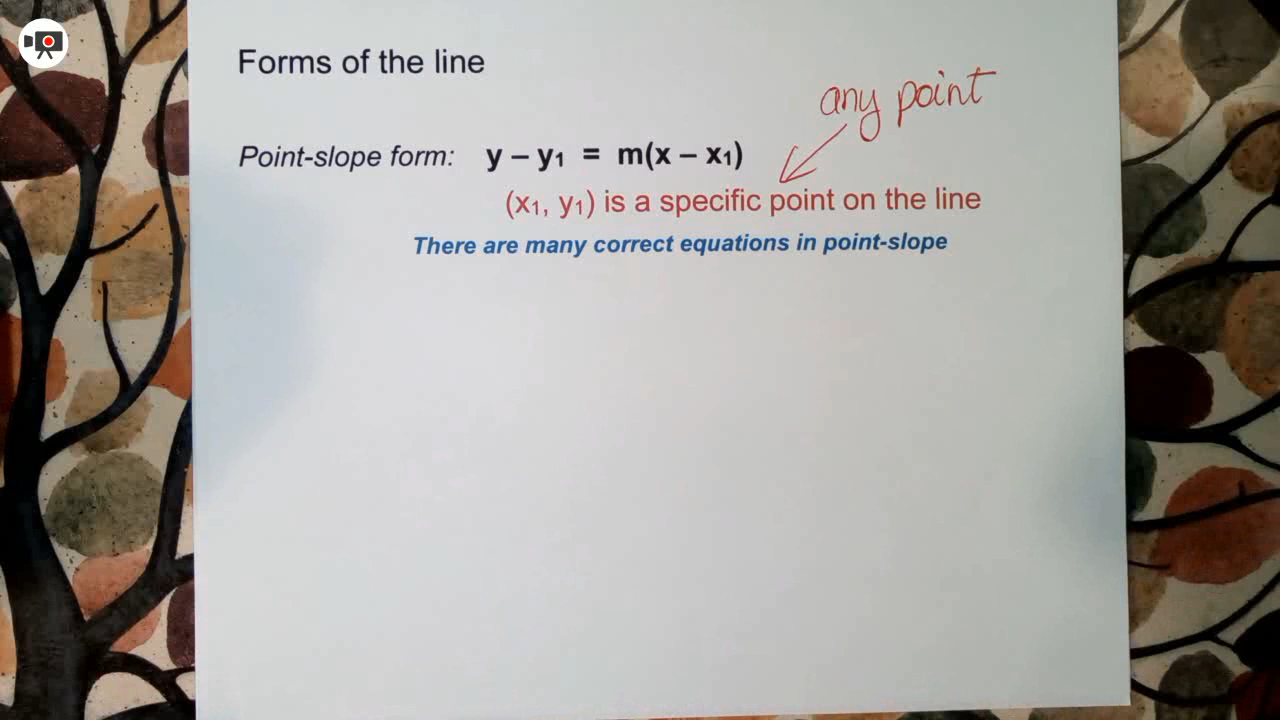 Forms of the line
any point
Point-slope form: y – y₁ = m(x – x₁)
(x₁, y₁) is a specific point on the line
There are many correct equations in point-slope